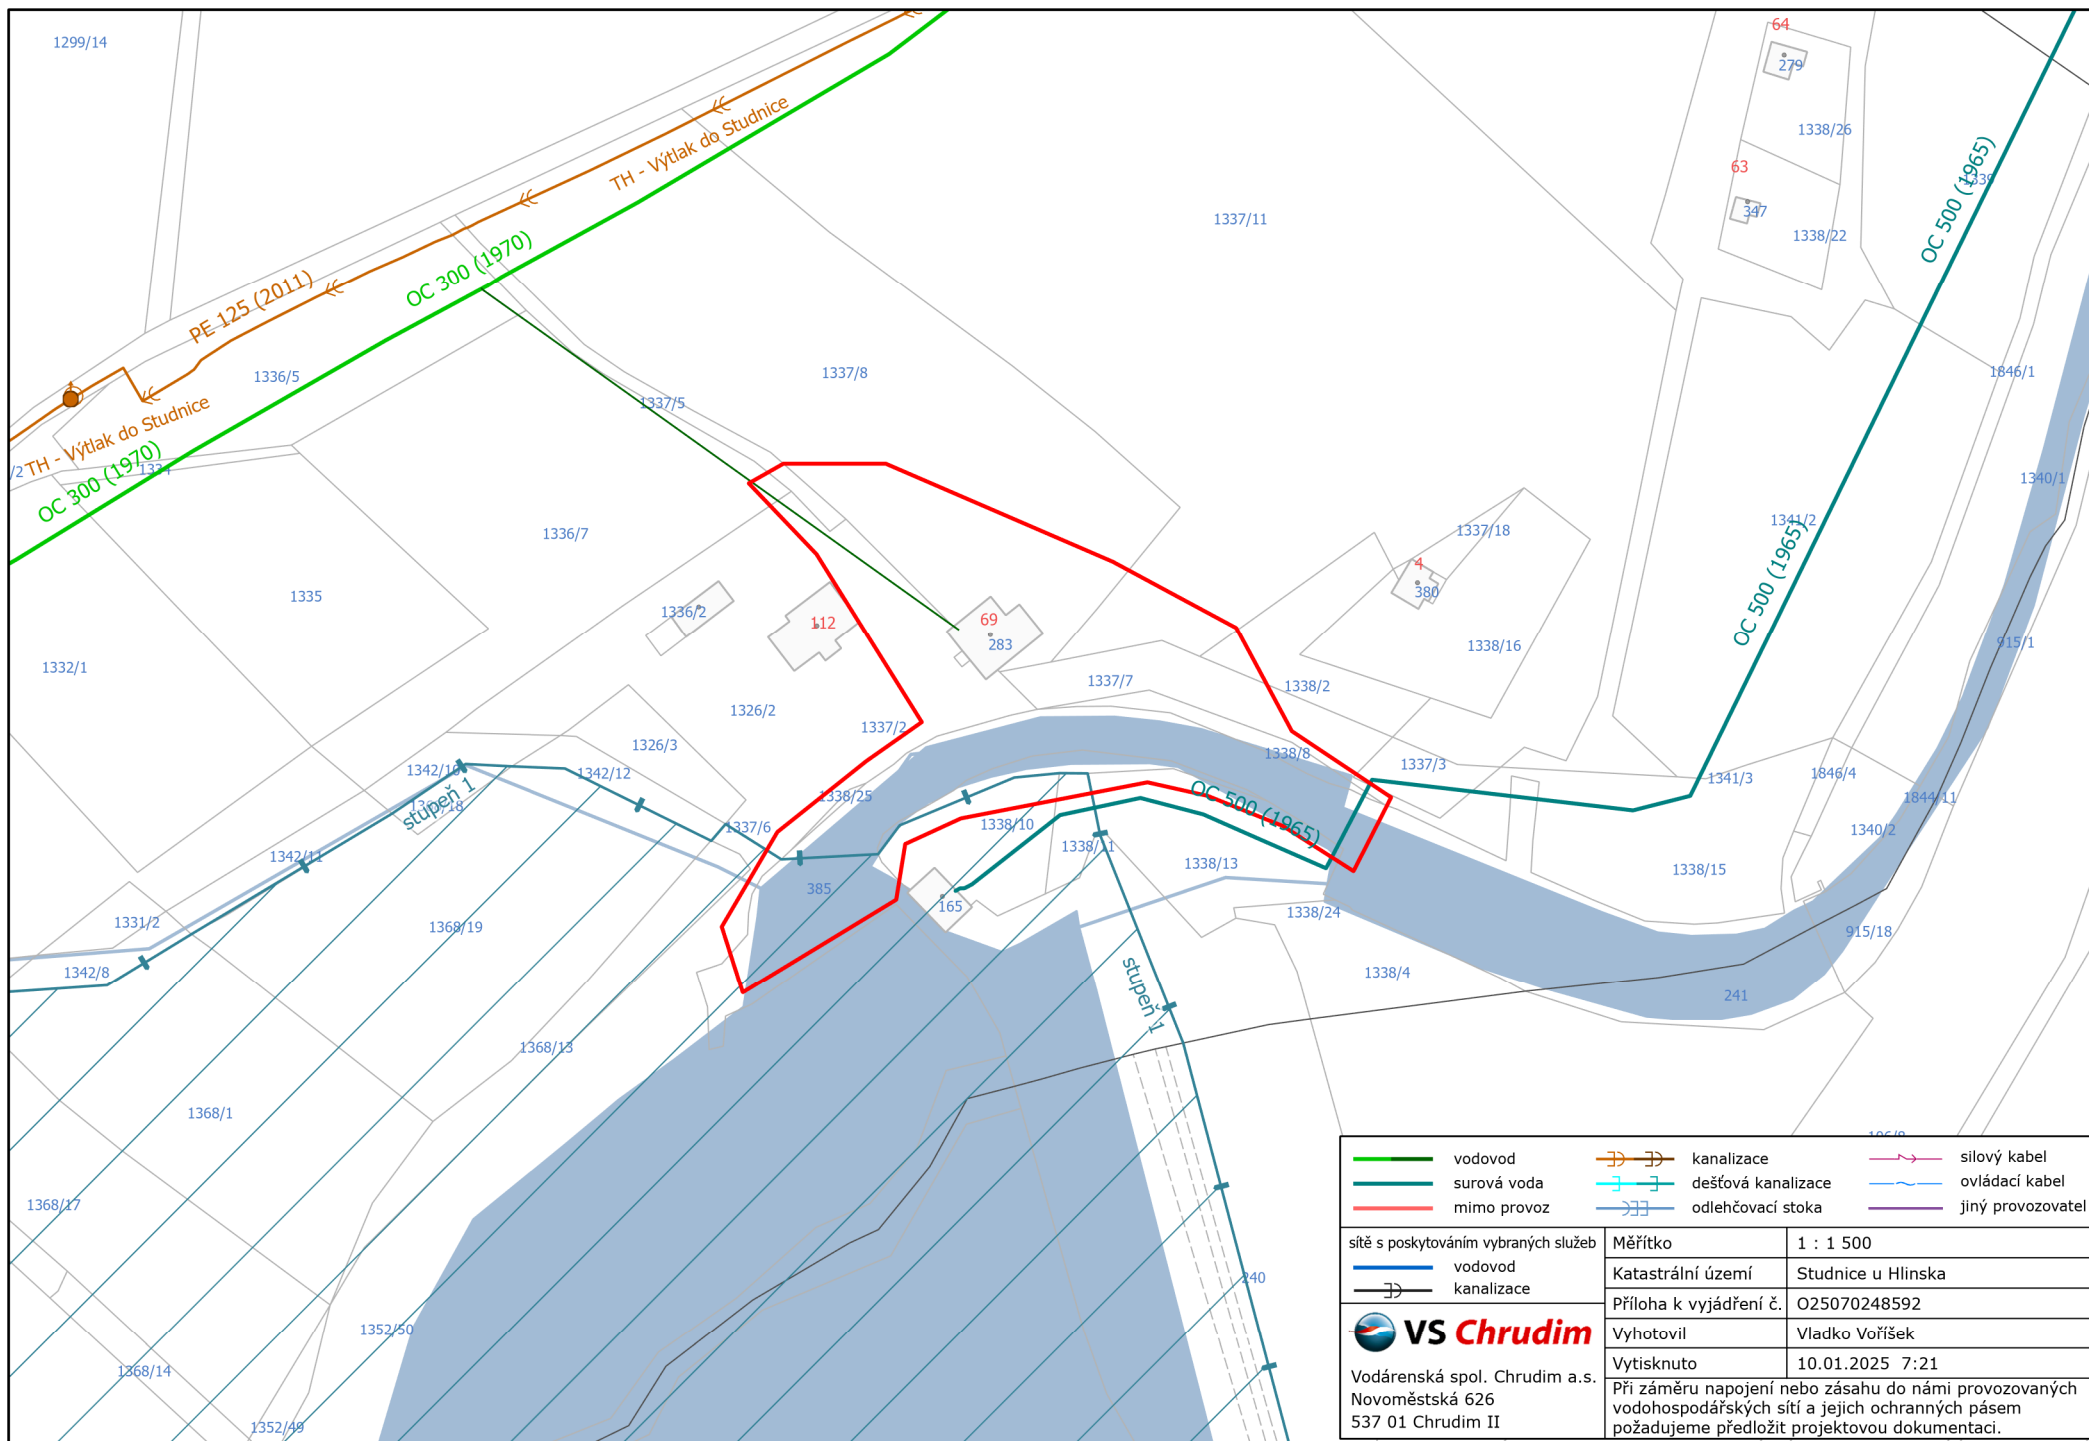 1299/14
64
279
1338/26
63
1339
347
1338/22
OC 500 (1965)
1337/11
TH - Výtlak do Studnice
OC 300 (1970)
PE 125 (2011)
1336/5
1337/8
1337/5
1846/1
TH - Výtlak do Studnice
OC 300 (1970)
/2
1334
1340/1
1336/7
1337/18
1341/2
OC 500 (1965)
4
380
1335
1336/2
112
69
283
1338/16
915/1
1332/1
1337/7
1338/2
1326/2
1337/2
1326/3
1338/8
1337/3
1342/10
1342/12
stupeň 1
1338/25
OC 500 (1965)
1341/3
1846/4
1844/11
1337/6
1338/10
1338/11
1340/2
1342/11
1338/13
1338/15
385
165
1338/24
1331/2
1368/19
915/18
1342/8
1338/4
stupeň 1
241
1368/13
1368/1
1368/17
240
1352/50
1368/14
1352/49
vodovod
surová voda
mimo provoz
kanalizace
dešťová kanalizace
odlehčovací stoka
silový kabel
ovládací kabel
jiný provozovatel
sítě s poskytováním vybraných služeb
vodovod
kanalizace
Měřítko 1 : 1 500
Katastrální území Studnice u Hlinska
Příloha k vyjádření č. O25070248592
Vyhotovil Vladko Voříšek
Vytisknuto 10.01.2025 7:21
VS Chrudim
Vodárenská spol. Chrudim a.s.
Novoměstská 626
537 01 Chrudim II
Při záměru napojení nebo zásahu do námi provozovaných
vodohospodářských sítí a jejich ochranných pásem
požadujeme předložit projektovou dokumentaci.